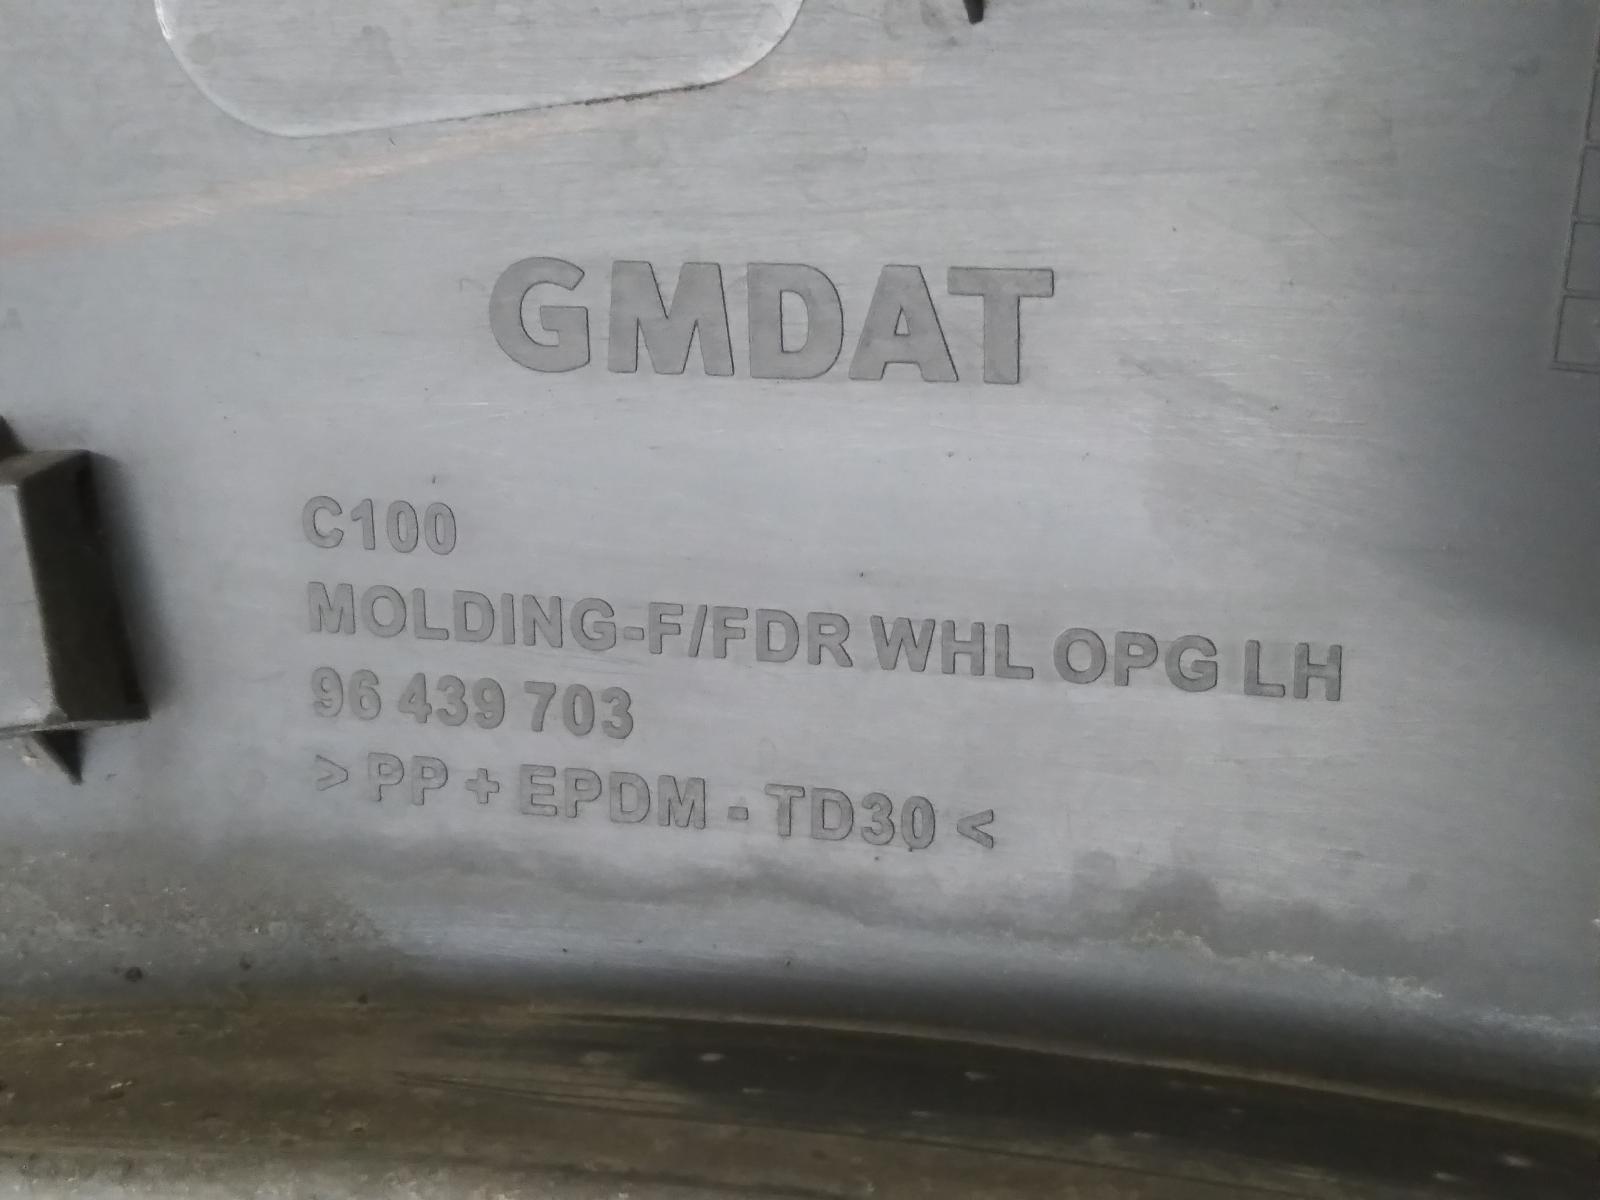 GMDAT
C100
MOLDING-F/FDR WHL OPG LH
96 439 703
> PP + EPDM - TD30 <